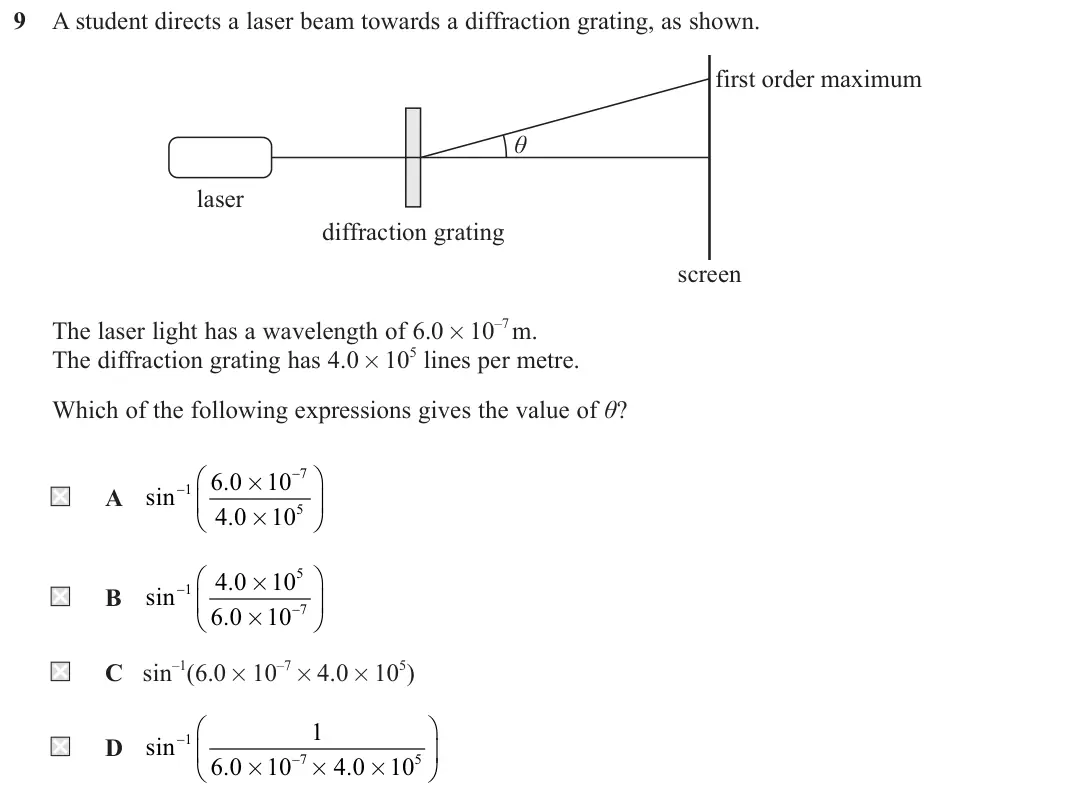 9 A student directs a laser beam towards a diffraction grating, as shown.
first order maximum
θ
laser
diffraction grating
screen
The laser light has a wavelength of 6.0 × 10⁻⁷ m.
The diffraction grating has 4.0 × 10⁵ lines per metre.
Which of the following expressions gives the value of θ?
A sin⁻¹(6.0 × 10⁻⁷ / 4.0 × 10⁵)
B sin⁻¹(4.0 × 10⁵ / 6.0 × 10⁻⁷)
C sin⁻¹(6.0 × 10⁻⁷ × 4.0 × 10⁵)
D sin⁻¹(1 / 6.0 × 10⁻⁷ × 4.0 × 10⁵)